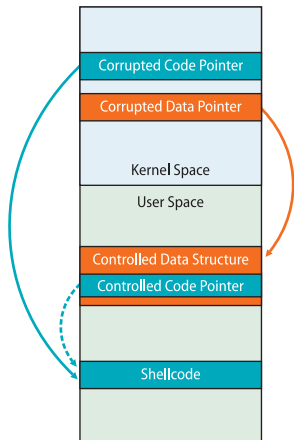 Corrupted Code Pointer
Corrupted Data Pointer
Kernel Space
User Space
Controlled Data Structure
Controlled Code Pointer
Shellcode